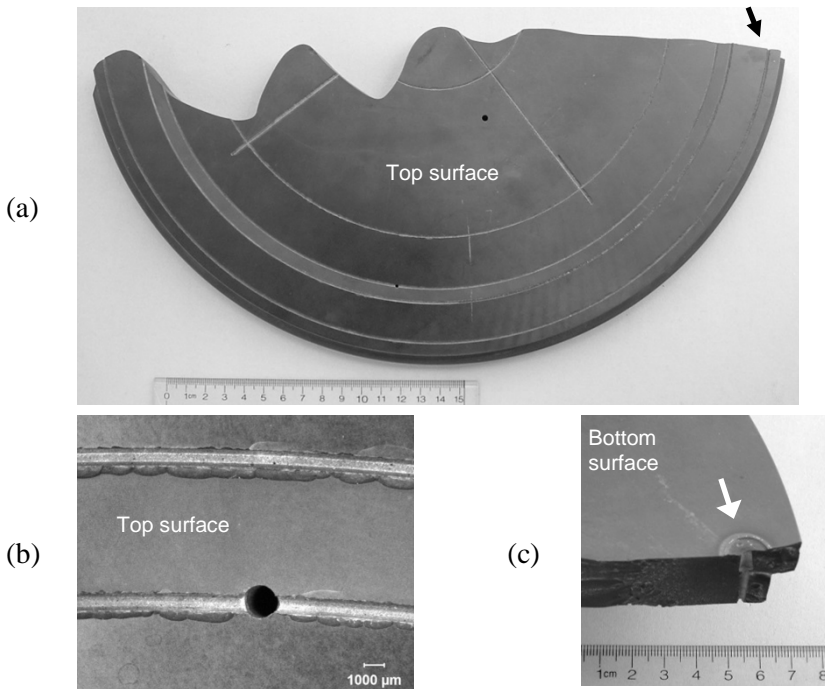 (a)
Top surface
0 1cm 2 3 4 5 6 7 8 9 10 11 12 13 14 15
(b)
Top surface
1000 μm
(c)
Bottom
surface
1cm 2 3 4 5 6 7 8